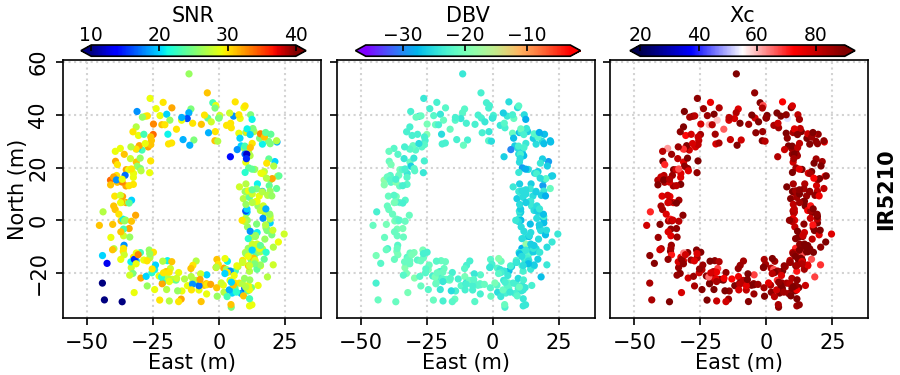 SNR DBV Xc
10 20 30 40 −30 −20 −10 20 40 60 80
60
40
20
0
−20
North (m)
IR5210
−50 −25 0 25 −50 −25 0 25 −50 −25 0 25
East (m) East (m) East (m)